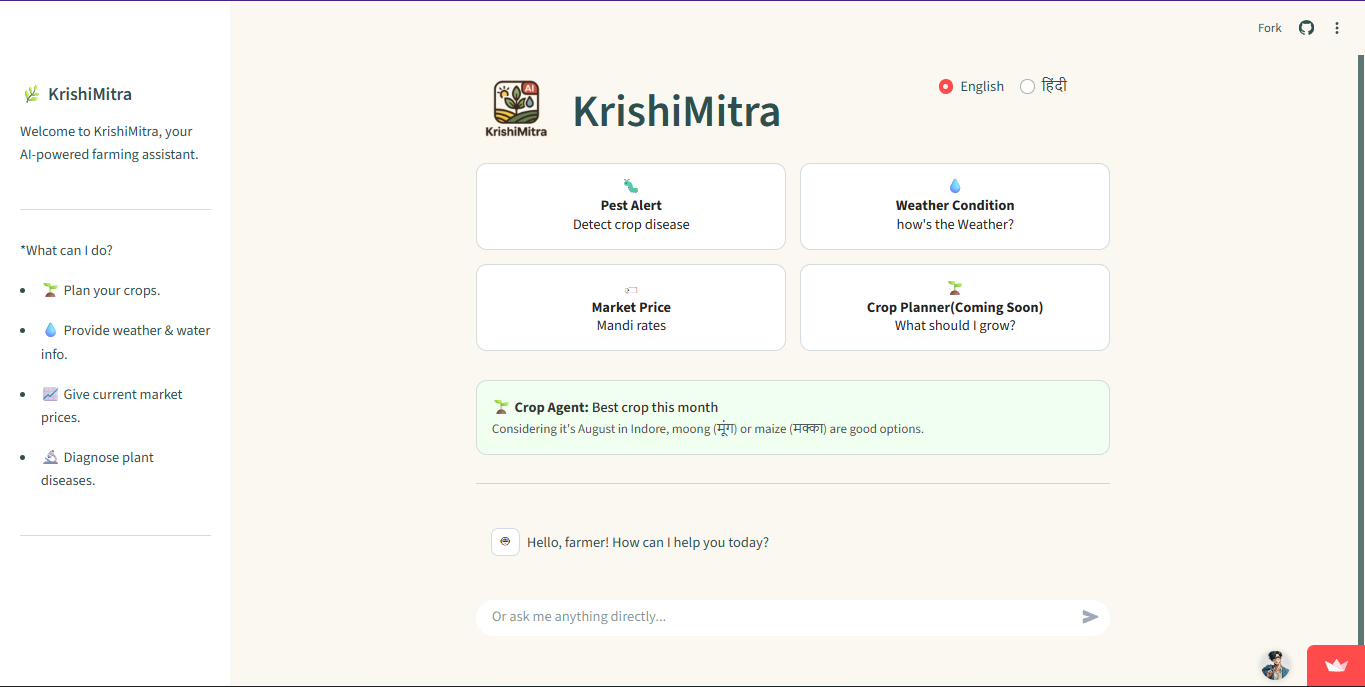 Fork
🌿 KrishiMitra
Welcome to KrishiMitra, your
AI-powered farming assistant.
*What can I do?
• 🌱 Plan your crops.
• 💧 Provide weather & water
info.
• 📈 Give current market
prices.
• 🔬 Diagnose plant
diseases.
AI
KrishiMitra
KrishiMitra
English
हिंदी
Pest Alert
Detect crop disease
Weather Condition
how's the Weather?
Market Price
Mandi rates
Crop Planner(Coming Soon)
What should I grow?
🌱 Crop Agent: Best crop this month
Considering it's August in Indore, moong (मूंग) or maize (मक्का) are good options.
Hello, farmer! How can I help you today?
Or ask me anything directly...